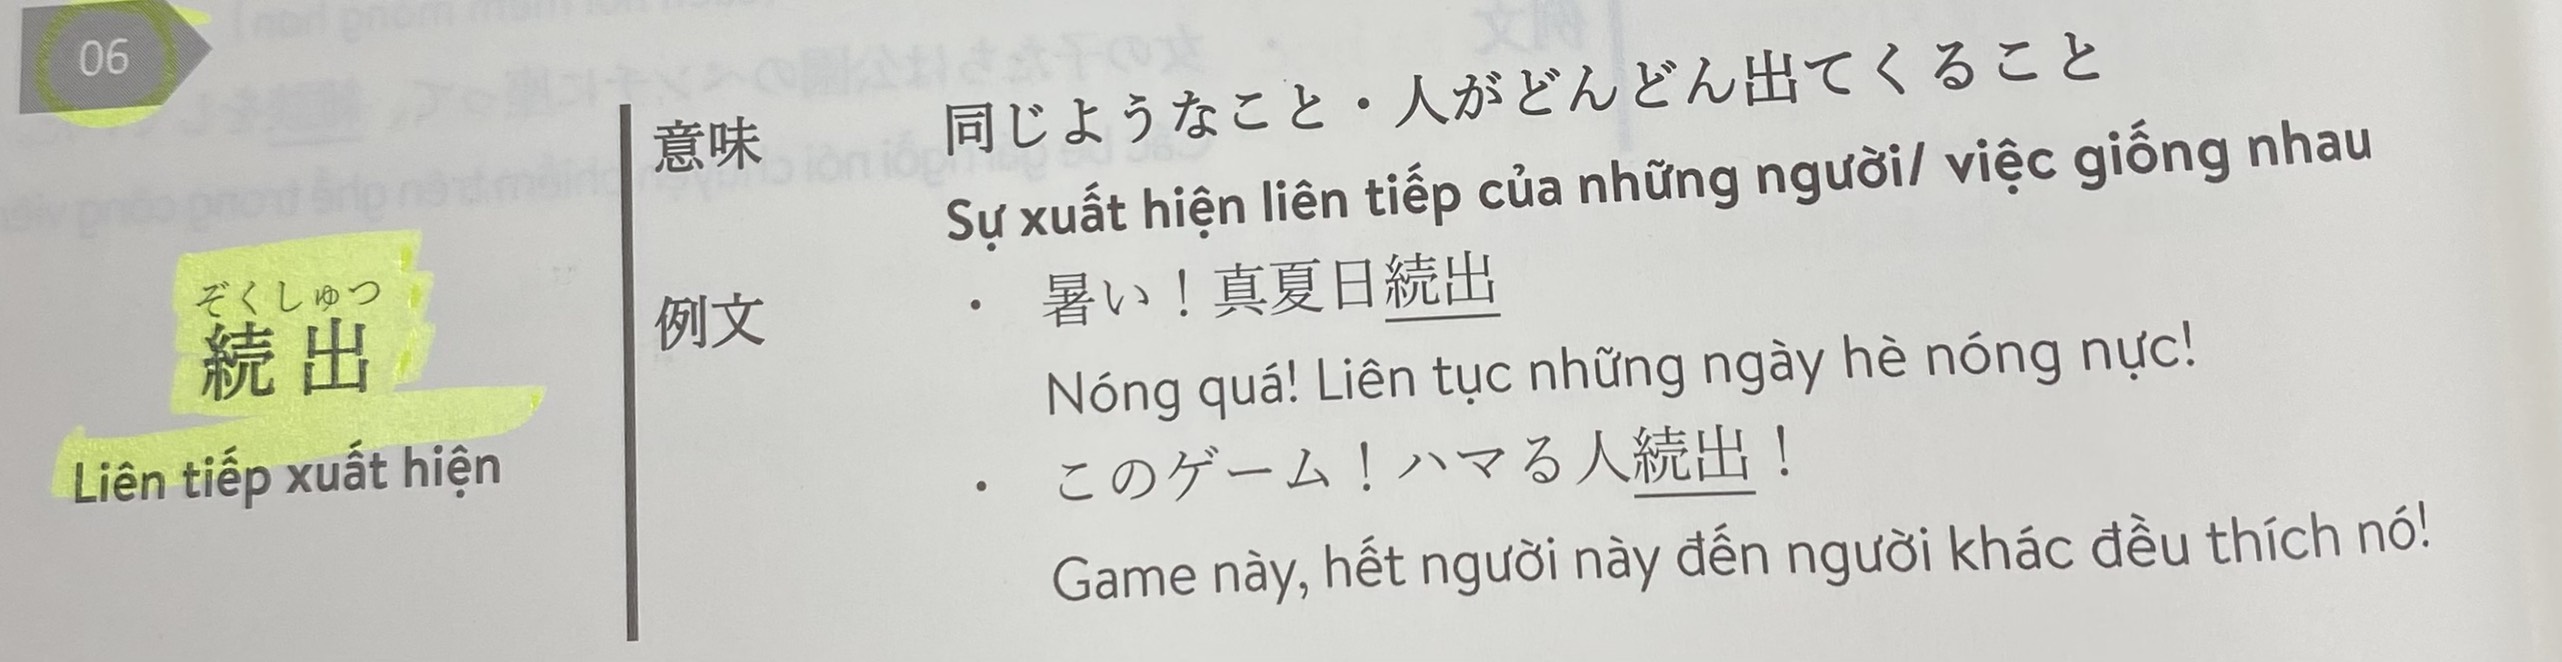 06
意味
同じようなこと・人がどんどん出てくること
Sự xuất hiện liên tiếp của những người/ việc giống nhau
ぞくしゅつ
続出
Liên tiếp xuất hiện
例文
・ 暑い！真夏日続出
Nóng quá! Liên tục những ngày hè nóng nực!
・ このゲーム！ハマる人続出！
Game này, hết người này đến người khác đều thích nó!